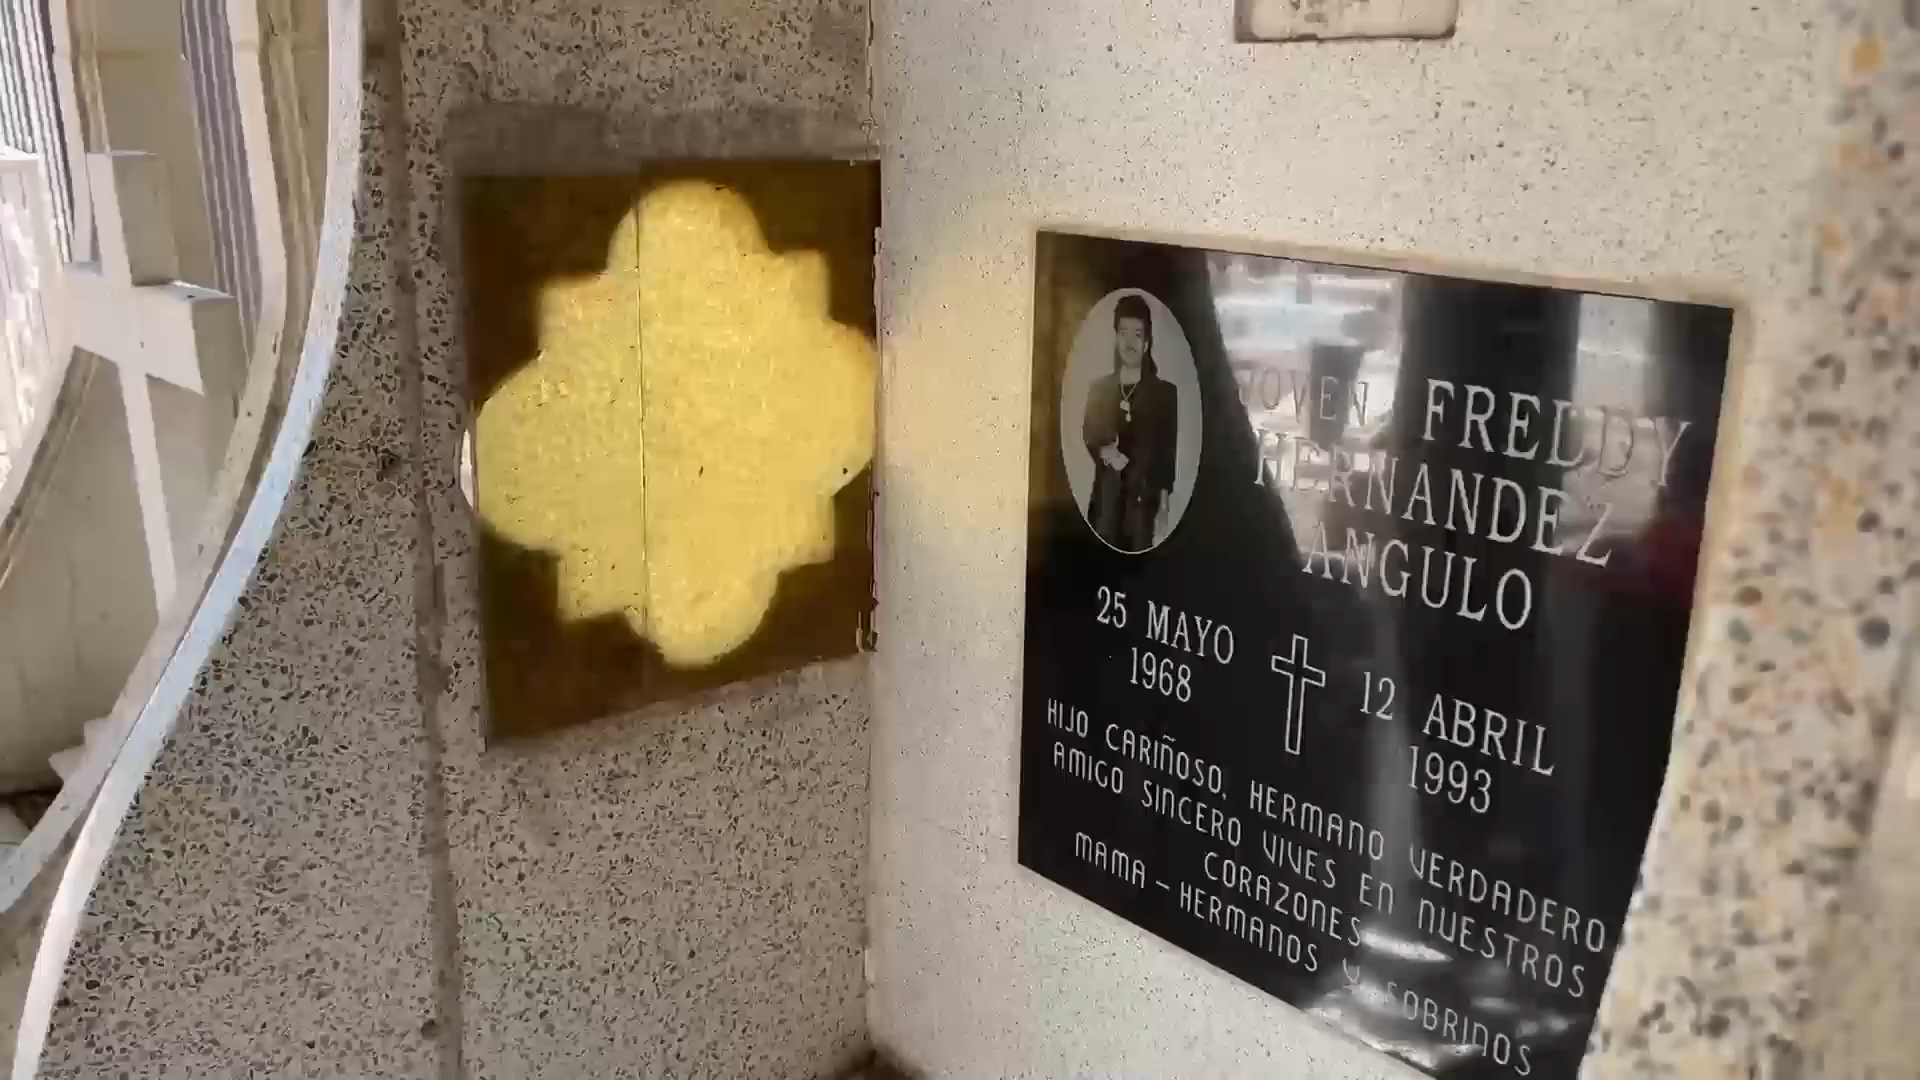 JOVEN FREDDY
HERNANDEZ
ANGULO
25 MAYO
1968
12 ABRIL
1993
HIJO CARIÑOSO, HERMANO VERDADERO
AMIGO SINCERO VIVES EN NUESTROS
CORAZONES
MAMA - HERMANOS Y SOBRINOS